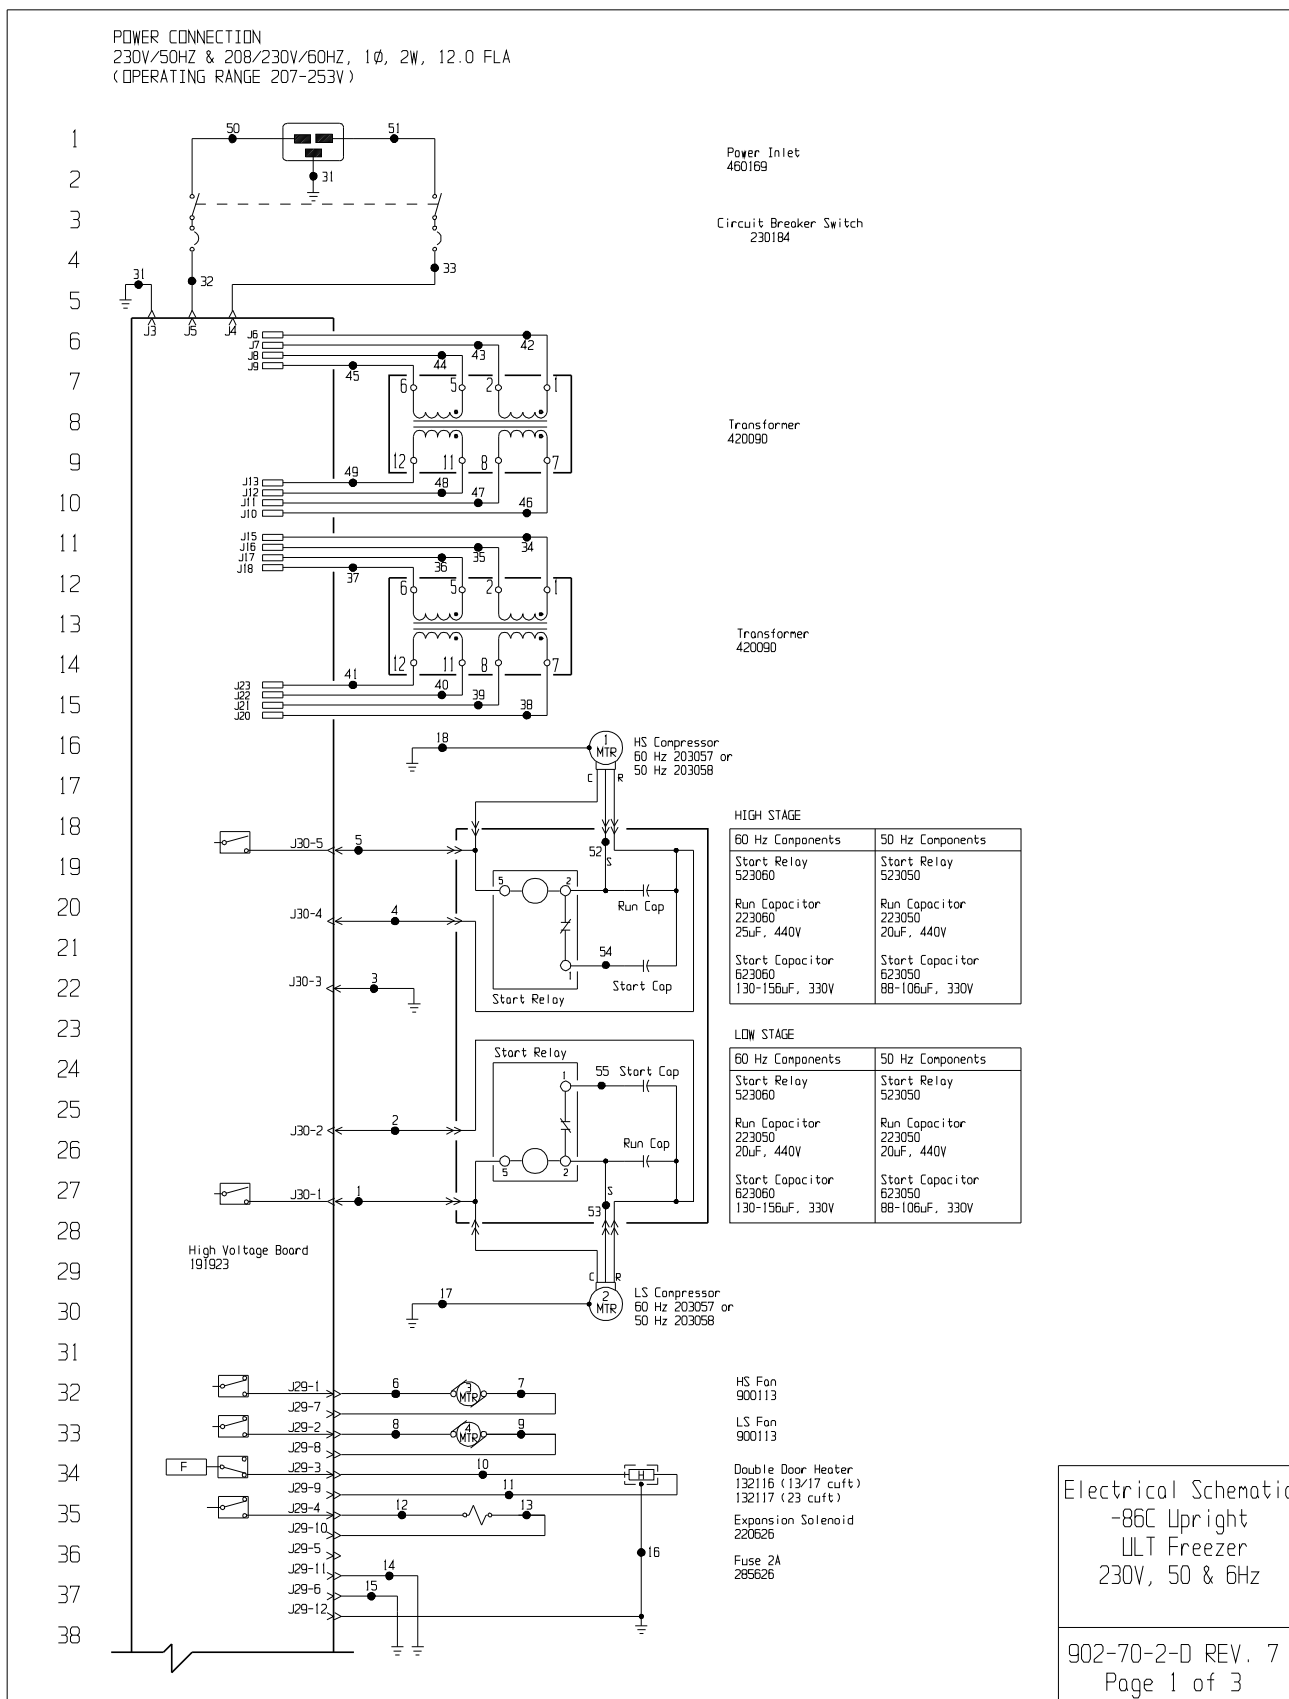 POWER CONNECTION
230V/50HZ & 208/230V/60HZ, 1Ø, 2W, 12.0 FLA
(OPERATING RANGE 207-253V)
1
50
51
Power Inlet
460169
2
31
3
Circuit Breaker Switch
230184
4
33
31
32
5
J3
J5
J4
6
J6
J7
J8
J9
42
43
44
45
7
6
5
2
1
8
Transformer
420090
9
12
11
8
7
49
48
47
46
10
J13
J12
J11
J10
11
J15
J16
J17
J18
34
35
36
37
12
6
5
2
1
13
Transformer
420090
14
12
11
8
7
41
40
39
38
15
J23
J22
J21
J20
16
18
1
MTR
HS Compressor
60 Hz 203057 or
50 Hz 203058
17
C
R
18
J30-5
5
52
S
19
5
2
20
J30-4
4
Run Cap
21
54
1
22
J30-3
3
Start Cap
Start Relay
HIGH STAGE
60 Hz Components
50 Hz Components
Start Relay
523060
Start Relay
523050
Run Capacitor
223060
25uF, 440V
Run Capacitor
223050
20uF, 440V
Start Capacitor
623060
130-156uF, 330V
Start Capacitor
623050
88-106uF, 330V
23
Start Relay
24
1
55
Start Cap
25
J30-2
2
26
Run Cap
5
2
27
J30-1
1
S
53
28
LOW STAGE
60 Hz Components
50 Hz Components
Start Relay
523060
Start Relay
523050
Run Capacitor
223050
20uF, 440V
Run Capacitor
223050
20uF, 440V
Start Capacitor
623060
130-156uF, 330V
Start Capacitor
623050
88-106uF, 330V
High Voltage Board
191923
29
C
R
30
17
2
MTR
LS Compressor
60 Hz 203057 or
50 Hz 203058
31
32
J29-1
6
3
MTR
7
HS Fan
900113
J29-7
33
J29-2
8
4
MTR
9
LS Fan
900113
J29-8
34
F
J29-3
10
H
Double Door Heater
132116 (13/17 cuft)
132117 (23 cuft)
J29-9
11
35
J29-4
12
13
Expansion Solenoid
220626
J29-10
36
J29-5
16
Fuse 2A
285626
J29-11
14
37
J29-6
15
J29-12
38
Electrical Schematic
-86C Upright
ULT Freezer
230V, 50 & 6Hz
902-70-2-D REV. 7
Page 1 of 3